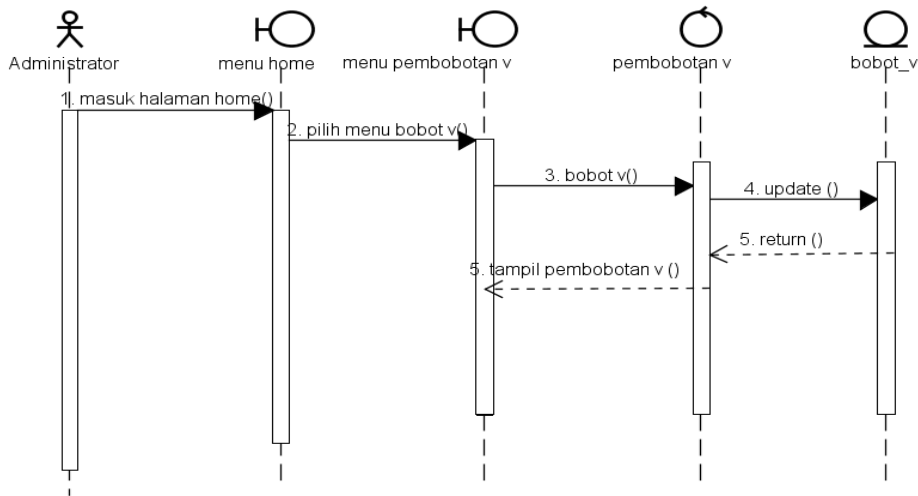 Administrator
menu home
menu pembobotan v
pembobotan v
bobot_v
1. masuk halaman home()
2. pilih menu bobot v()
3. bobot v()
4. update ()
5. return ()
5. tampil pembobotan v ()